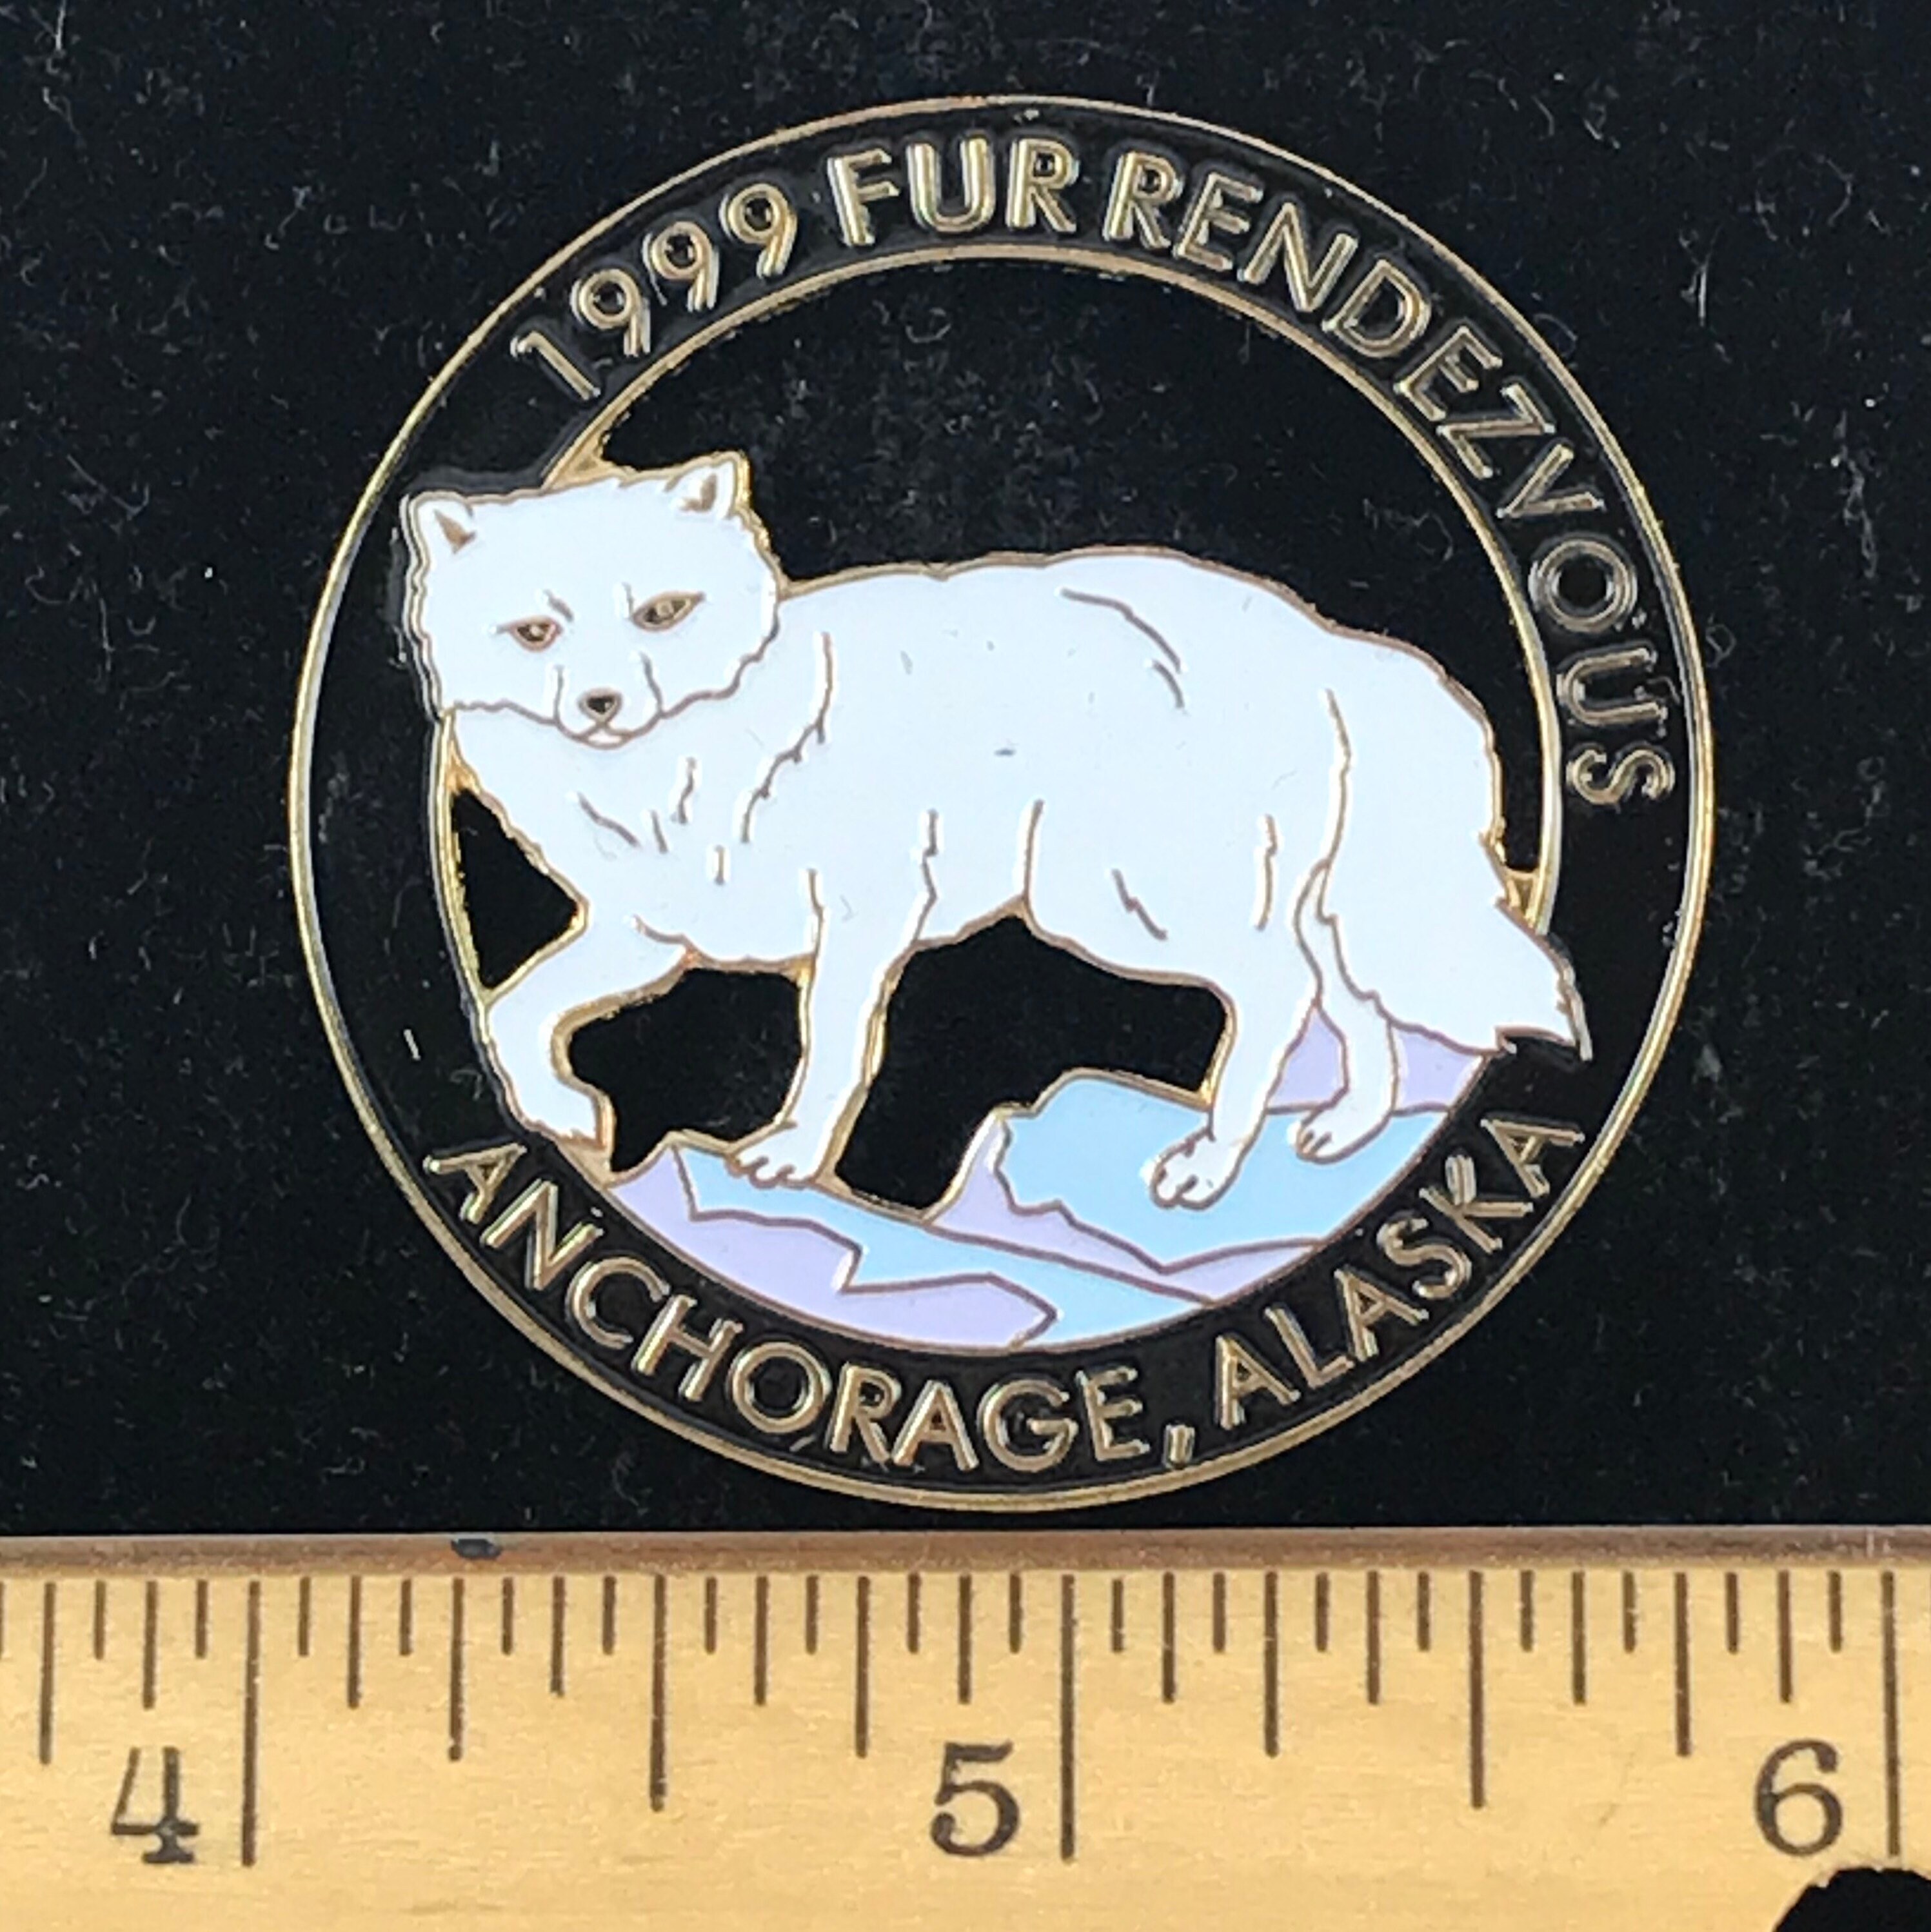 1999 FUR RENDEZVOUS
ANCHORAGE, ALASKA
4 5 6